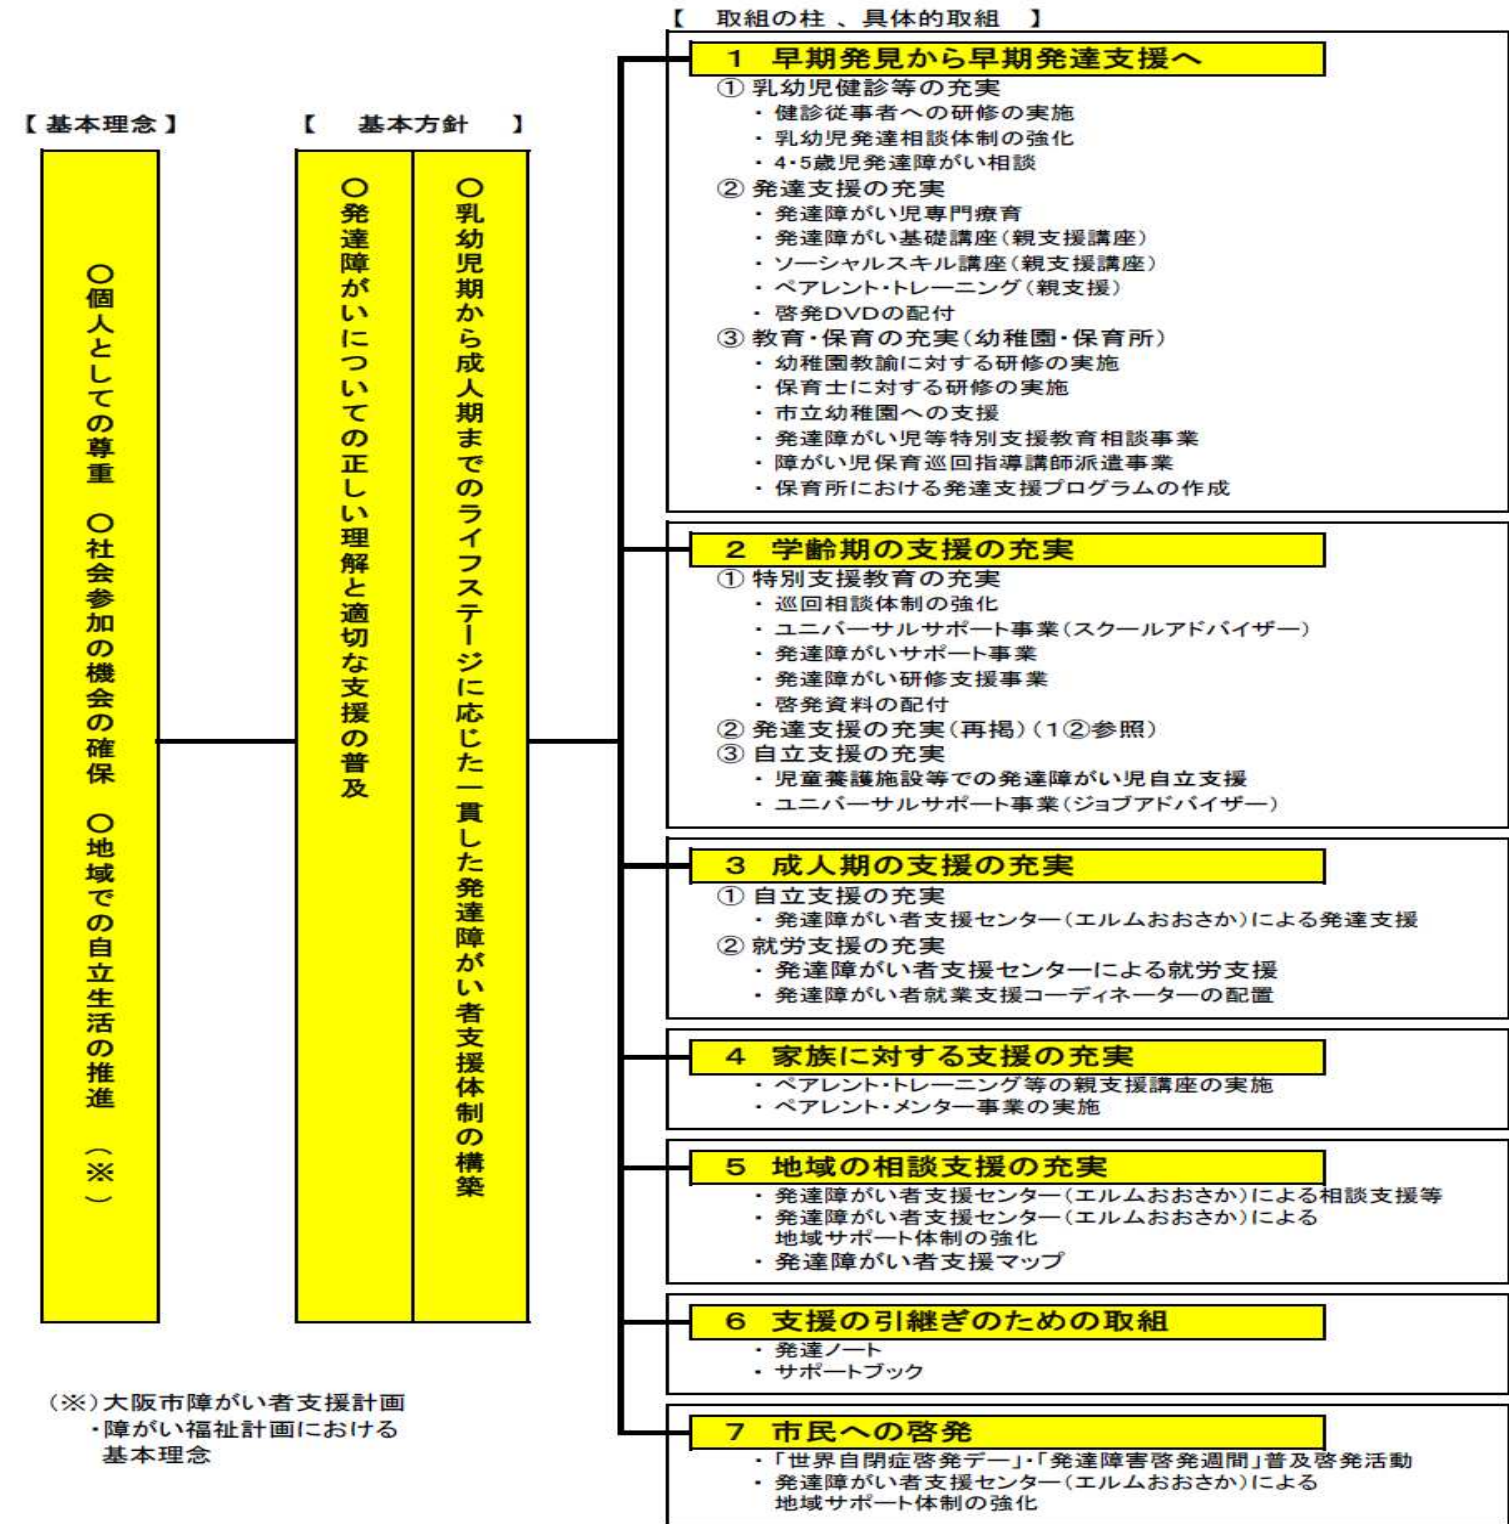 【 基本理念 】
○個人としての尊重　○社会参加の機会の確保　○地域での自立生活の推進　（※）
【　基本方針　】
○乳幼児期から成人期までのライフステージに応じた一貫した発達障がい者支援体制の構築
○発達障がいについての正しい理解と適切な支援の普及
【　取組の柱 、具体的取組　】
1　早期発見から早期発達支援へ
① 乳幼児健診等の充実
・ 健診従事者への研修の実施
・ 乳幼児発達相談体制の強化
・ 4・5歳児発達障がい相談
② 発達支援の充実
・ 発達障がい児専門療育
・ 発達障がい基礎講座(親支援講座)
・ ソーシャルスキル講座(親支援講座)
・ ペアレント・トレーニング(親支援)
・ 啓発DVDの配付
③ 教育・保育の充実(幼稚園・保育所)
・ 幼稚園教諭に対する研修の実施
・ 保育士に対する研修の実施
・ 市立幼稚園への支援
・ 発達障がい児等特別支援教育相談事業
・ 障がい児保育巡回指導講師派遣事業
・ 保育所における発達支援プログラムの作成
2　学齢期の支援の充実
① 特別支援教育の充実
・ 巡回相談体制の強化
・ ユニバーサルサポート事業(スクールアドバイザー)
・ 発達障がいサポート事業
・ 発達障がい研修支援事業
・ 啓発資料の配付
② 発達支援の充実(再掲)(1②参照)
③ 自立支援の充実
・ 児童養護施設等での発達障がい児自立支援
・ ユニバーサルサポート事業(ジョブアドバイザー)
3　成人期の支援の充実
① 自立支援の充実
・ 発達障がい者支援センター(エルムおおさか)による発達支援
② 就労支援の充実
・ 発達障がい者支援センターによる就労支援
・ 発達障がい者就業支援コーディネーターの配置
4　家族に対する支援の充実
・ ペアレント・トレーニング等の親支援講座の実施
・ ペアレント・メンター事業の実施
5　地域の相談支援の充実
・ 発達障がい者支援センター(エルムおおさか)による相談支援等
・ 発達障がい者支援センター(エルムおおさか)による
地域サポート体制の強化
・ 発達障がい者支援マップ
6　支援の引継ぎのための取組
・ 発達ノート
・ サポートブック
7　市民への啓発
・「世界自閉症啓発デー」・「発達障害啓発週間」普及啓発活動
・ 発達障がい者支援センター(エルムおおさか)による
地域サポート体制の強化
(※)大阪市障がい者支援計画
・障がい福祉計画における
基本理念